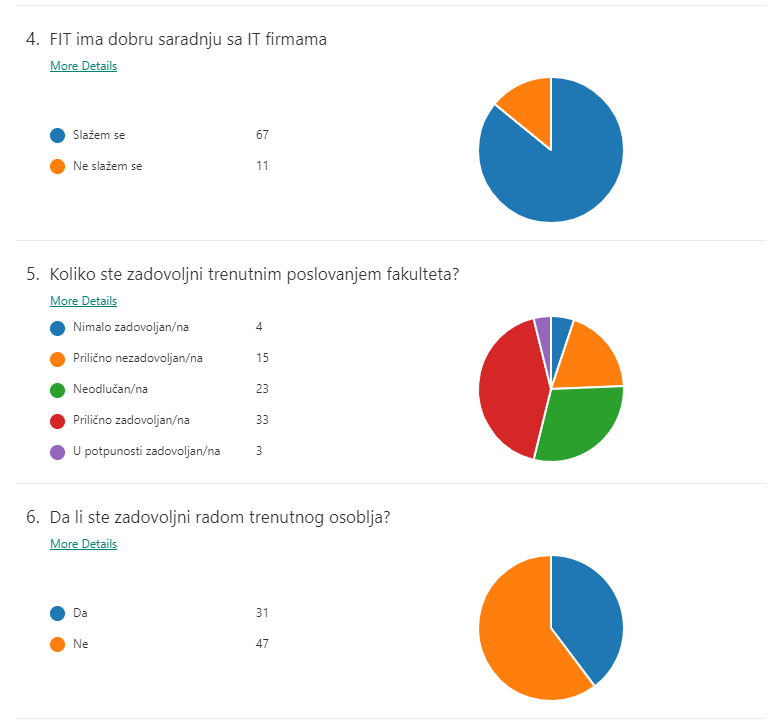 4. FIT ima dobru saradnju sa IT firmama
More Details
Slažem se 67
Ne slažem se 11
5. Koliko ste zadovoljni trenutnim poslovanjem fakulteta?
More Details
Nimalo zadovoljan/na 4
Prilično nezadovoljan/na 15
Neodlučan/na 23
Prilično zadovoljan/na 33
U potpunosti zadovoljan/na 3
6. Da li ste zadovoljni radom trenutnog osoblja?
More Details
Da 31
Ne 47